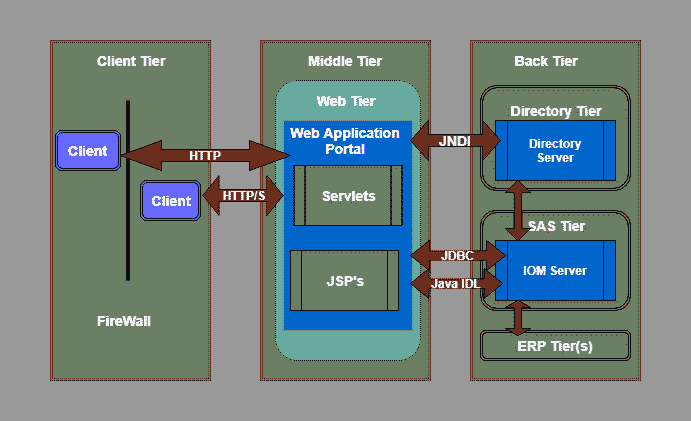 Client Tier
Middle Tier
Back Tier
Web Tier
Directory Tier
Web Application
Portal
JNDI
Directory
Server
Client
HTTP
Client
HTTP/S
Servlets
SAS Tier
JDBC
IOM Server
JSP's
Java IDL
FireWall
ERP Tier(s)